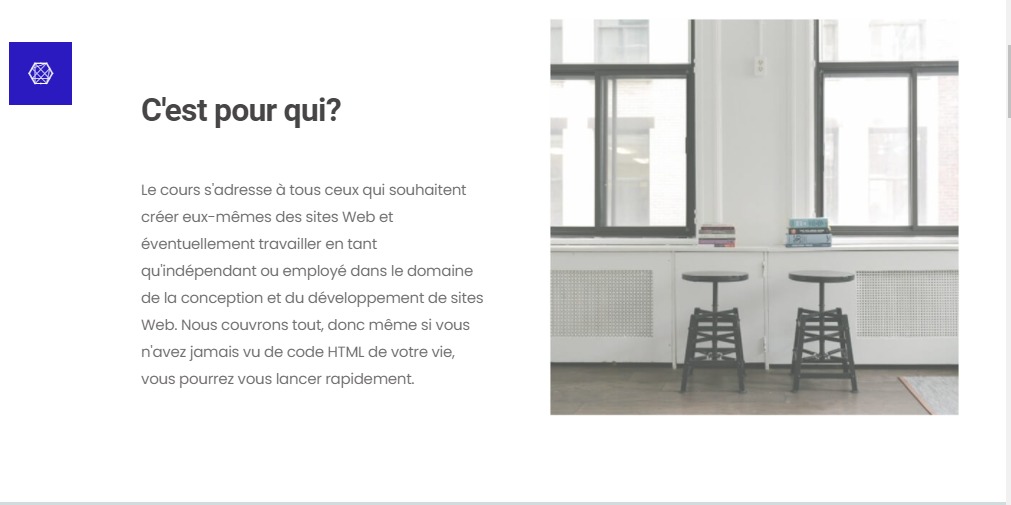 C'est pour qui?
Le cours s'adresse à tous ceux qui souhaitent
créer eux-mêmes des sites Web et
éventuellement travailler en tant
qu'indépendant ou employé dans le domaine
de la conception et du développement de sites
Web. Nous couvrons tout, donc même si vous
n'avez jamais vu de code HTML de votre vie,
vous pourrez vous lancer rapidement.